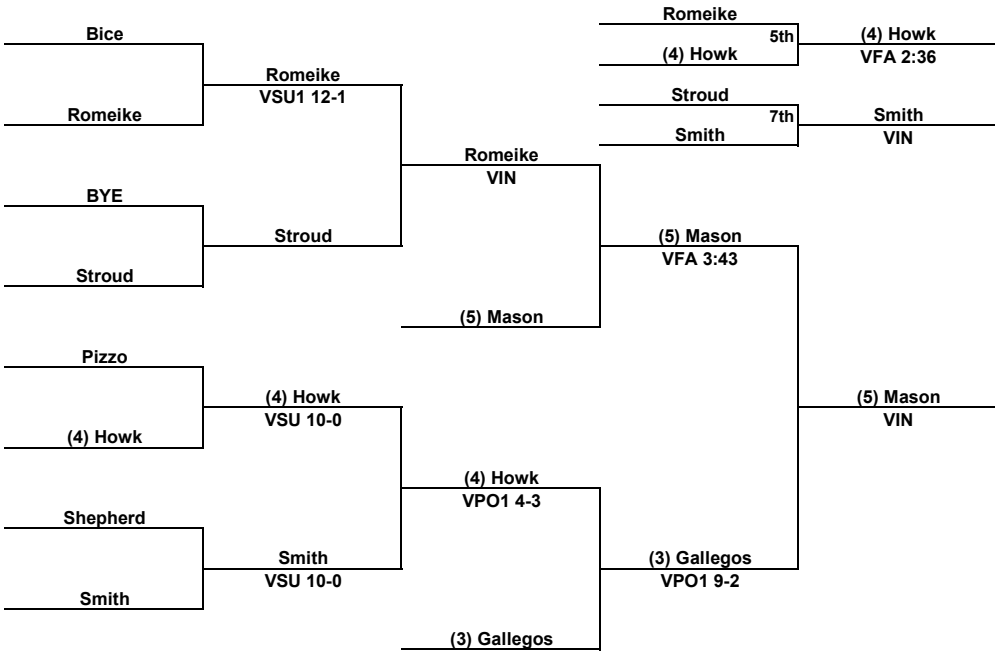 Romeike
Bice
5th
(4) Howk
(4) Howk
VFA 2:36
Romeike
VSU1 12-1
Stroud
Romeike
7th
Smith
Smith
VIN
Romeike
VIN
BYE
Stroud
(5) Mason
VFA 3:43
Stroud
(5) Mason
Pizzo
(4) Howk
VSU 10-0
(5) Mason
VIN
(4) Howk
(4) Howk
VPO1 4-3
Shepherd
Smith
VSU 10-0
(3) Gallegos
VPO1 9-2
Smith
(3) Gallegos